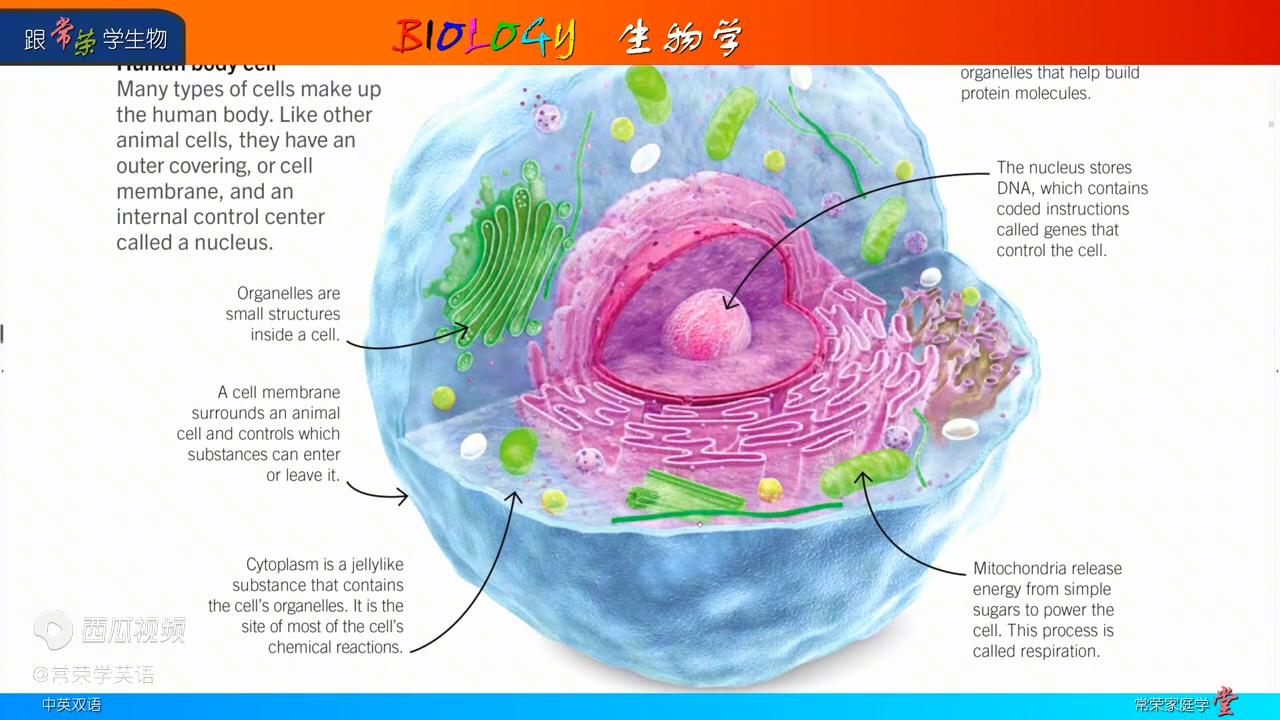 跟常荣学生物
BIOLOGY 生物学
Human body cell
Many types of cells make up
the human body. Like other
animal cells, they have an
outer covering, or cell
membrane, and an
internal control center
called a nucleus.
organelles that help build
protein molecules.
The nucleus stores
DNA, which contains
coded instructions
called genes that
control the cell.
Organelles are
small structures
inside a cell.
A cell membrane
surrounds an animal
cell and controls which
substances can enter
or leave it.
Cytoplasm is a jellylike
substance that contains
the cell's organelles. It is the
site of most of the cell's
chemical reactions.
Mitochondria release
energy from simple
sugars to power the
cell. This process is
called respiration.
西瓜视频
@常荣学英语
中英双语
常荣家庭学堂